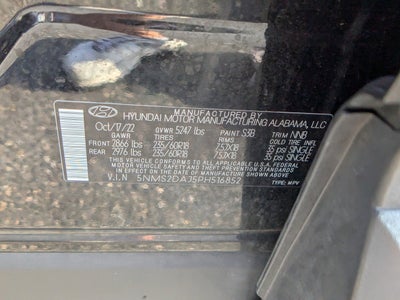 MANUFACTURED BY
HYUNDAI MOTOR MANUFACTURING ALABAMA, LLC
Oct/17/22 GVWR 5247 lbs PAINT S3B TRIM NNB
GAWR TIRES RIMS COLD TIRE INFL.
FRONT 2866 lbs 235/60R18 7.5JX18 35 psi SINGLE
REAR 2976 lbs 235/60R18 7.5JX18 35 psi SINGLE
THIS VEHICLE CONFORMS TO ALL APPLICABLE U.S.A. FEDERAL
MOTOR VEHICLE SAFETY AND THEFT PREVENTION STANDARDS
IN EFFECT ON THE DATE OF MANUFACTURE SHOWN ABOVE.
V.I.N 5NMS2DAJ5PH516852 TYPE: MPV